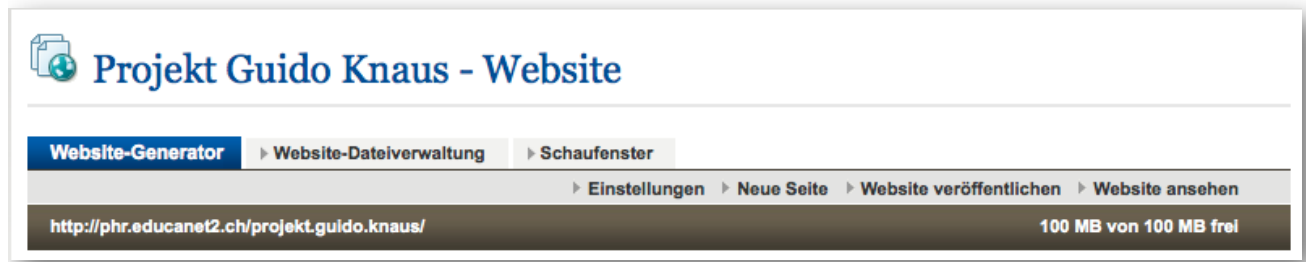 Projekt Guido Knaus - Website
Website-Generator Website-Dateiverwaltung Schaufenster
Einstellungen Neue Seite Website veröffentlichen Website ansehen
http://phr.educanet2.ch/projekt.guido.knaus/ 100 MB von 100 MB frei